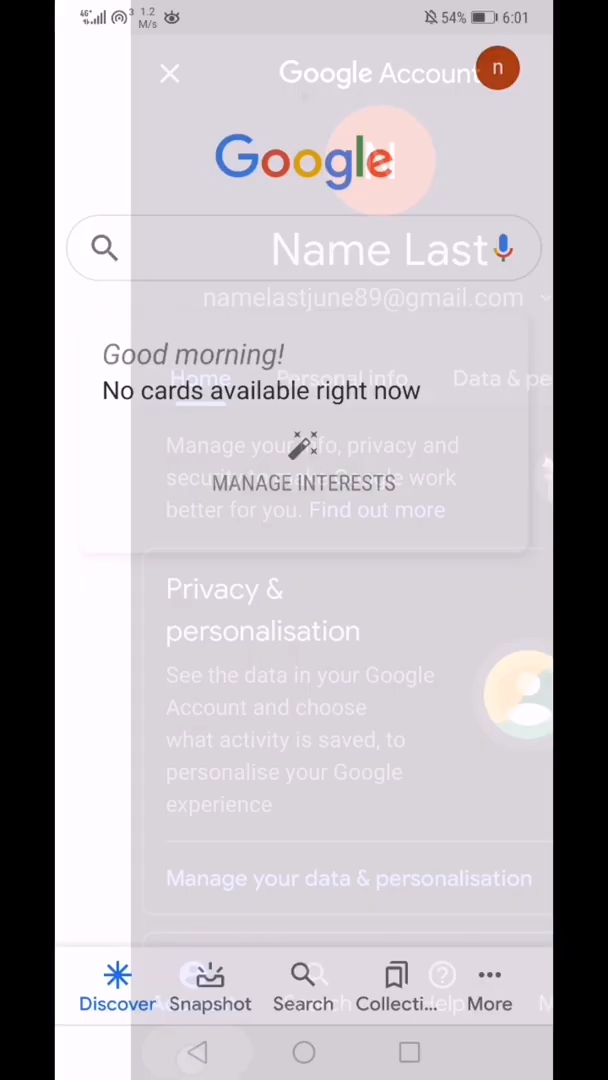 4G 3 1.2 M/s 54% 6:01
Google Account n
Google N
Name Last
namelastjune89@gmail.com
Good morning!
Home Personal info Data & pe
No cards available right now
Manage your info, privacy and
MANAGE INTERESTS
better for you. Find out more
Privacy &
personalisation
See the data in your Google
Account and choose
what activity is saved, to
personalise your Google
experience
Manage your data & personalisation
Discover Snapshot Search Collecti... More